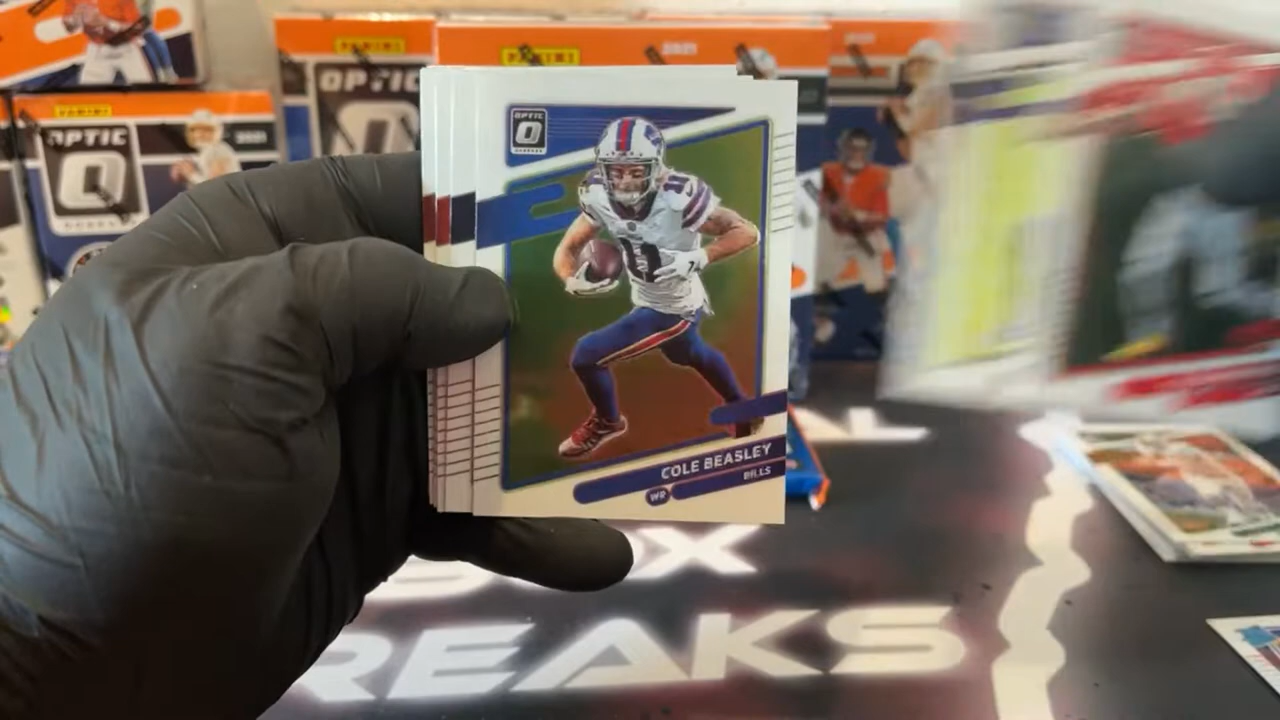 PANINI
OPTIC
PANINI
2021
PANINI
OPTIC
2021
OPTIC
COLE BEASLEY
BILLS
WR
REAKS